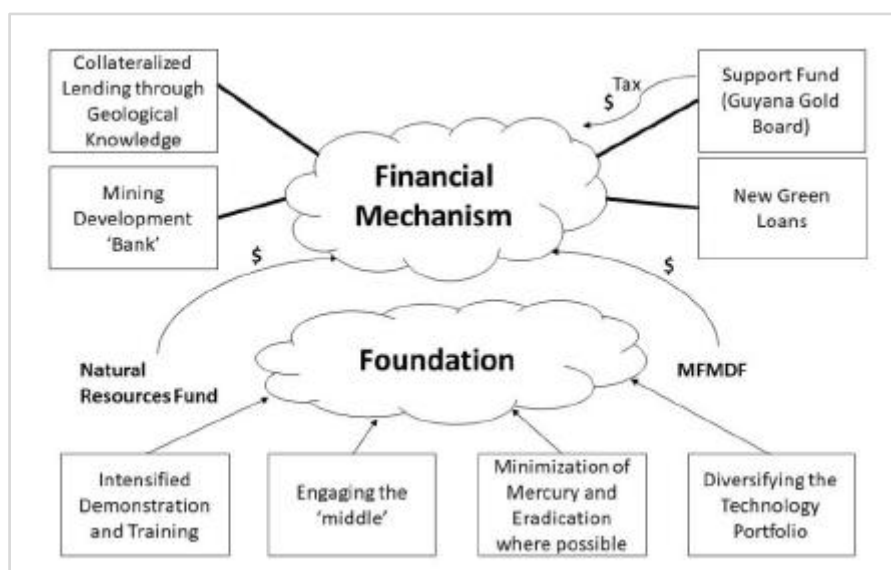 Collateralized
Lending through
Geological
Knowledge
Tax
$
Support Fund
(Guyana Gold
Board)
Financial
Mechanism
Mining
Development
‘Bank’
New Green
Loans
$
$
Foundation
Natural
Resources Fund
MFMDF
Intensified
Demonstration
and Training
Engaging the
‘middle’
Minimization of
Mercury and
Eradication
where possible
Diversifying the
Technology
Portfolio